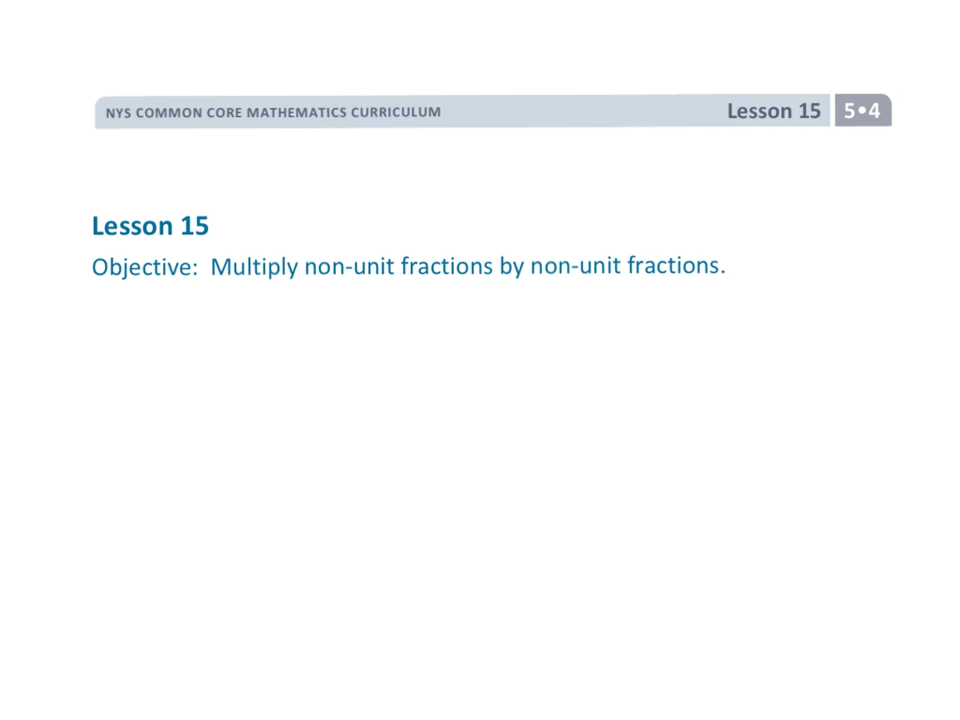 NYS COMMON CORE MATHEMATICS CURRICULUM Lesson 15 5•4
Lesson 15
Objective: Multiply non-unit fractions by non-unit fractions.